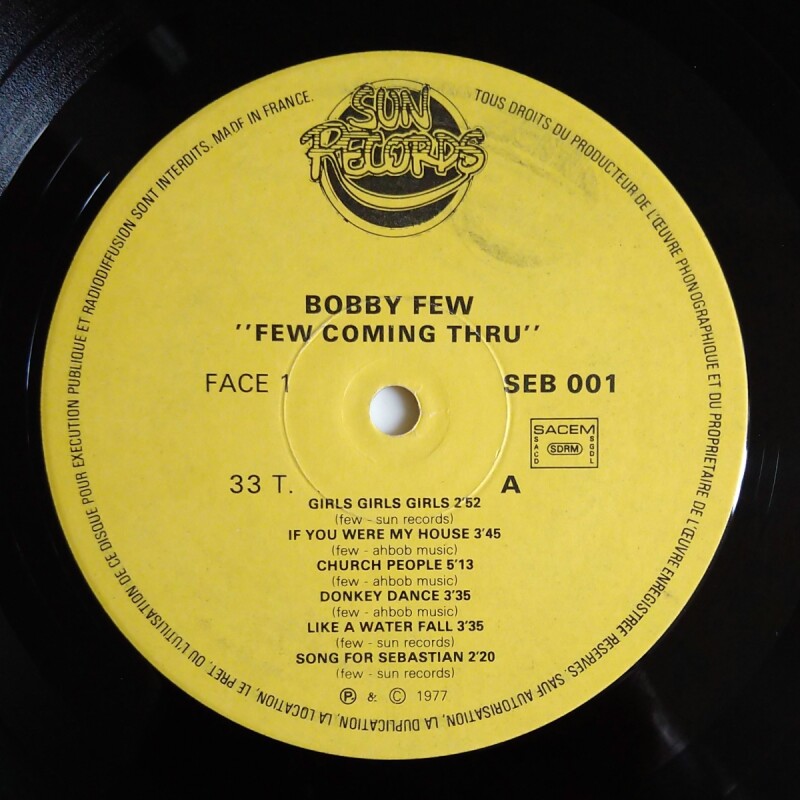 SUN
RECORDS
TOUS DROITS DU PRODUCTEUR DE L'ŒUVRE PHONOGRAPHIQUE ET DU PROPRIETAIRE DE L'ŒUVRE ENREGISTREE RESERVES. SAUF AUTORISATION, LA DUPLICATION, LA LOCATION, LE PRET, OU L'UTILISATION DE CE DISQUE POUR EXECUTION PUBLIQUE ET RADIODIFFUSION SONT INTERDITS. MADE IN FRANCE.
BOBBY FEW
''FEW COMING THRU''
FACE 1 SEB 001
SACEM
SACD SDRM SGDL
33 T. A
GIRLS GIRLS GIRLS 2'52
(few - sun records)
IF YOU WERE MY HOUSE 3'45
(few - ahbob music)
CHURCH PEOPLE 5'13
(few - ahbob music)
DONKEY DANCE 3'35
(few - ahbob music)
LIKE A WATER FALL 3'35
(few - sun records)
SONG FOR SEBASTIAN 2'20
(few - sun records)
℗ & © 1977